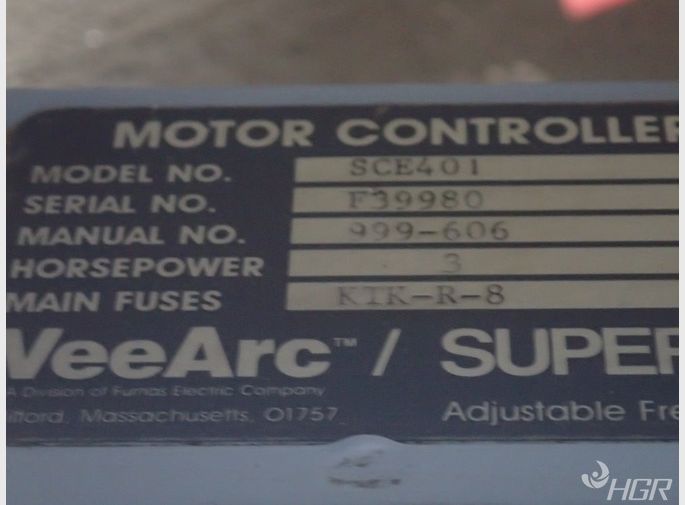 MOTOR CONTROLLER
MODEL NO. SCE401
SERIAL NO. F39980
MANUAL NO. 999-606
HORSEPOWER 3
MAIN FUSES KTK-R-8
VeeArc™ / SUPER
A Division of Furnas Electric Company
ilford, Massachusetts, 01757 Adjustable Fre
HGR